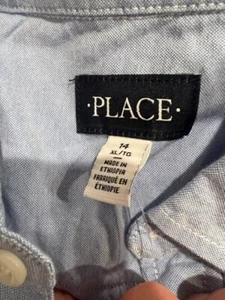 ·PLACE·
14
XL/TG
MADE IN
ETHIOPIA
FABRIQUÉ EN
ÉTHIOPIE